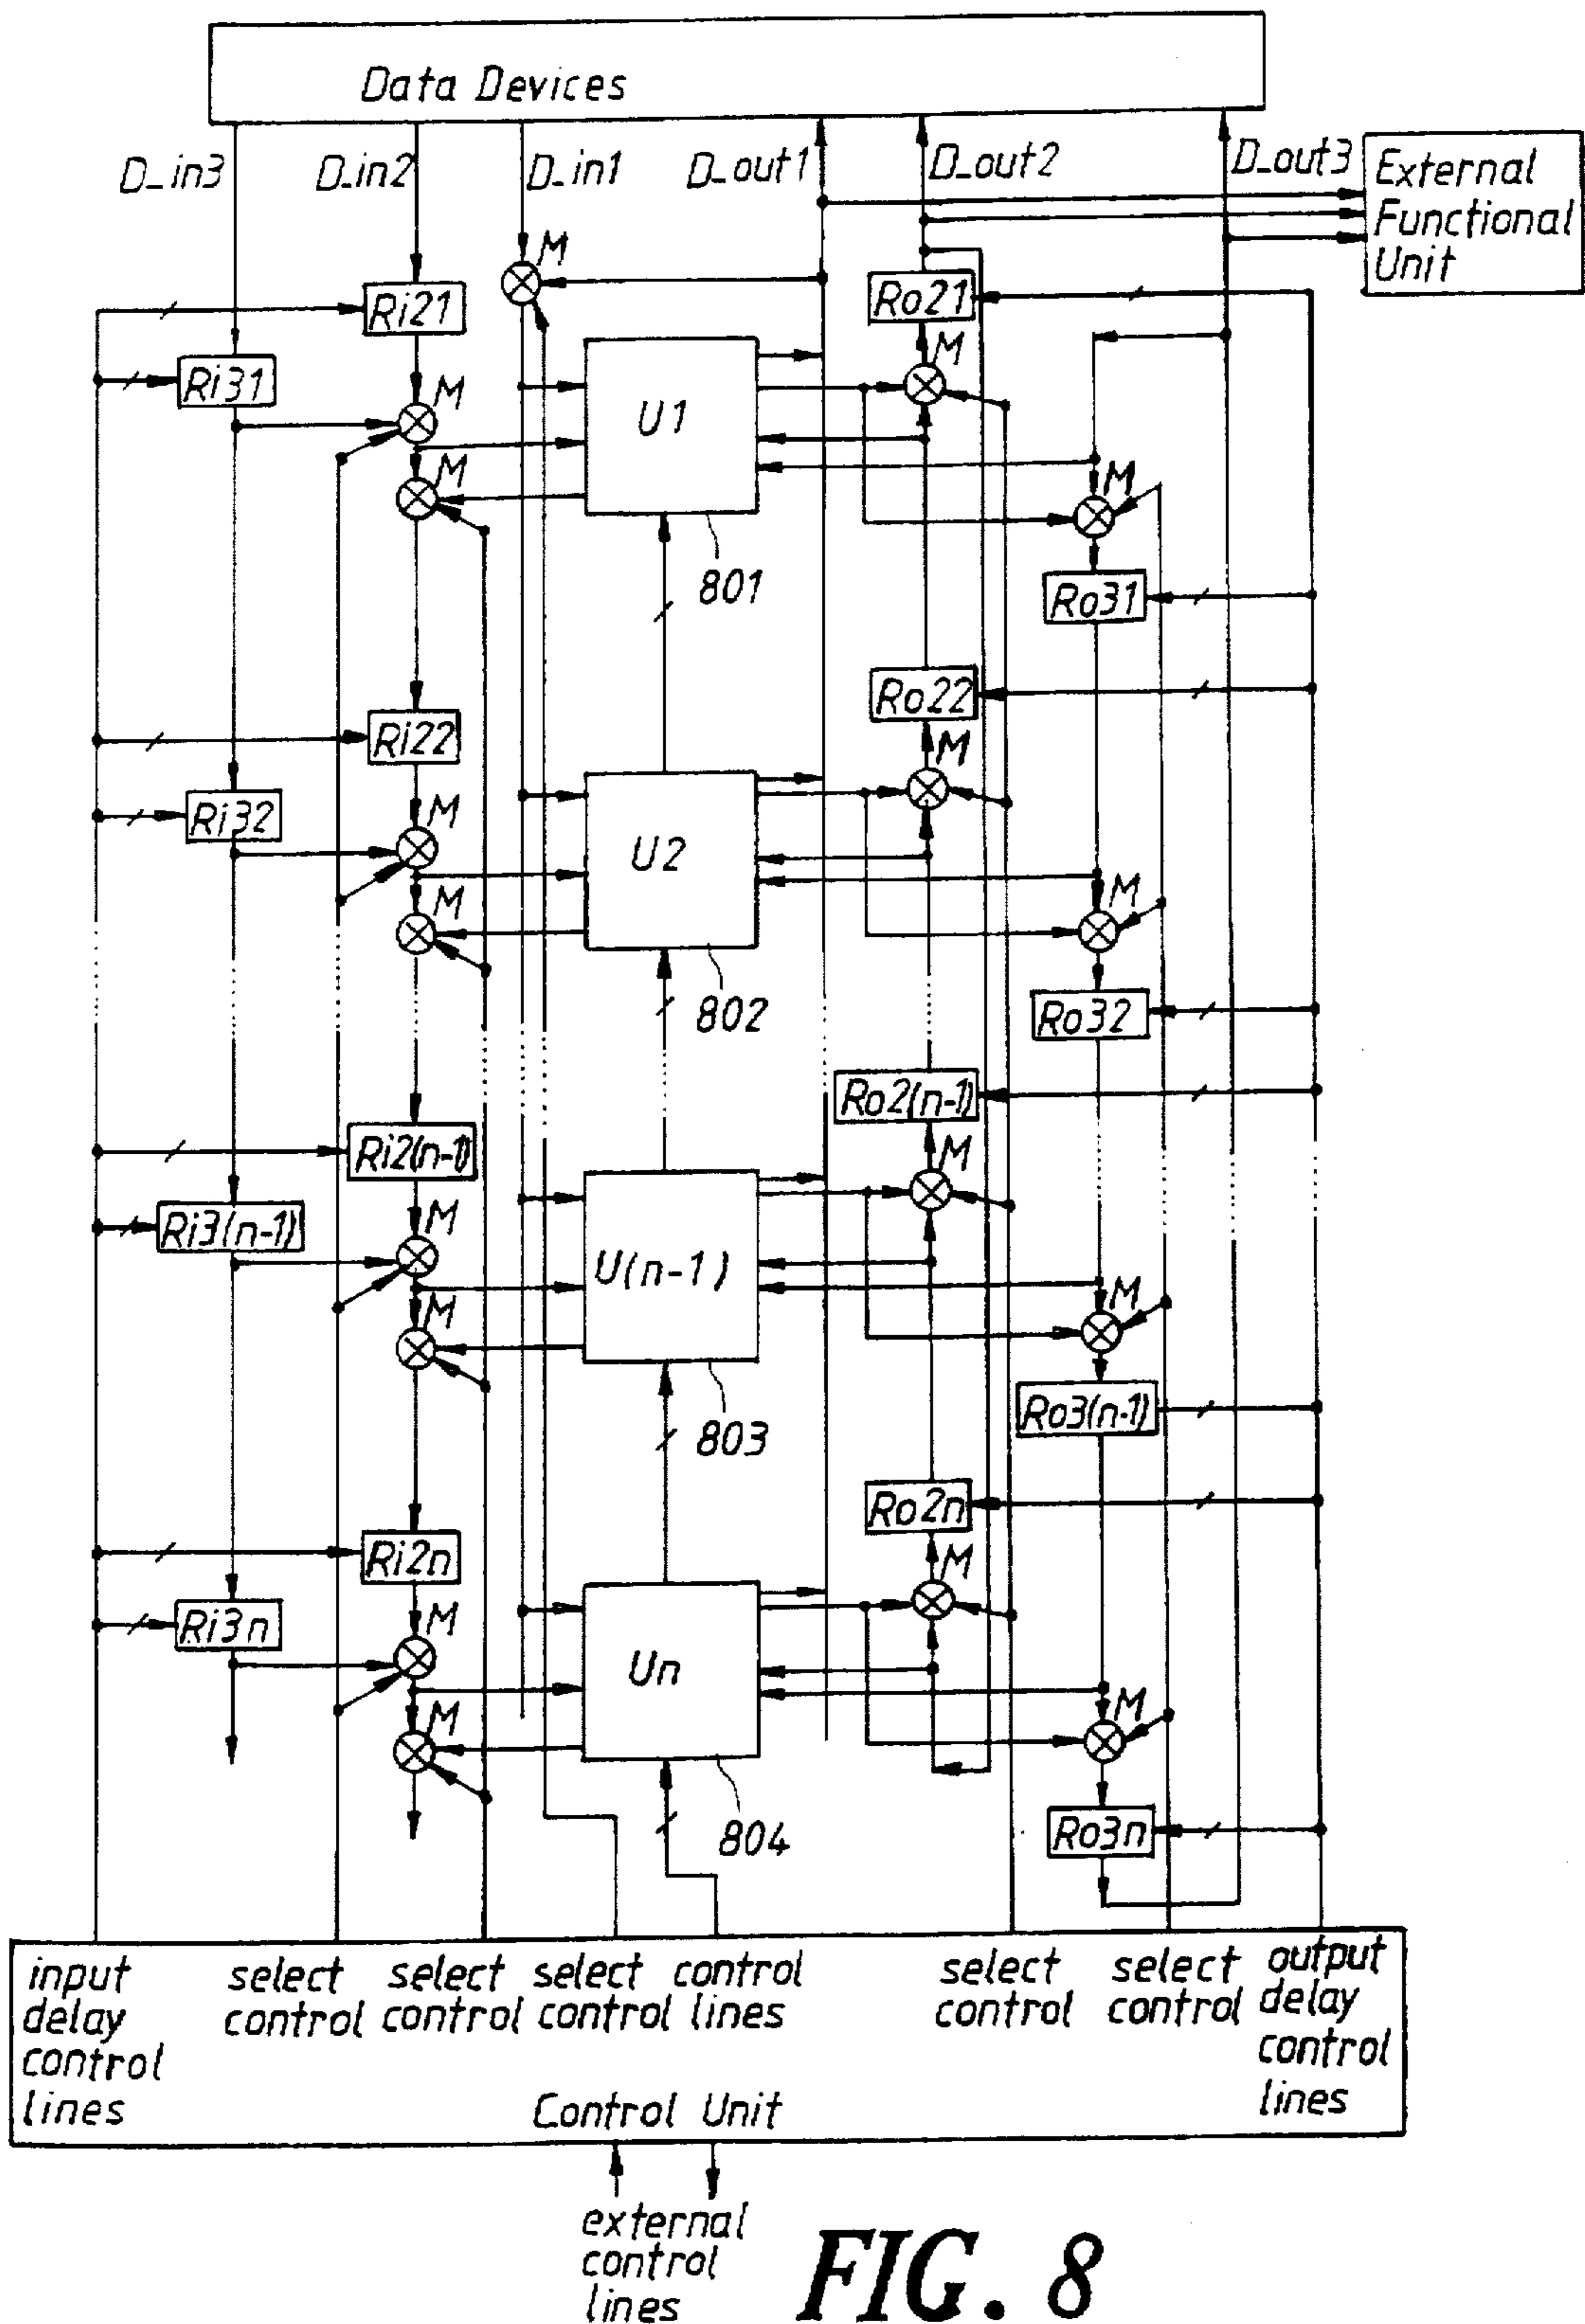 Data Devices
D_in3
D_in2
D_in1
D_out1
D_out2
D_out3
External
Functional
Unit
M
Ri21
Ro21
Ri31
M
M
U1
M
M
801
Ro31
Ro22
Ri22
M
Ri32
M
U2
M
M
802
Ro32
Ro2(n-1)
Ri2(n-1)
M
Ri3(n-1)
M
U(n-1)
M
M
803
Ro3(n-1)
Ro2n
Ri2n
M
Ri3n
M
Un
M
M
804
Ro3n
input
delay
control
lines
select
control
select
control
select
control
control
lines
select
control
select
control
output
delay
control
lines
Control Unit
external
control
lines
FIG. 8